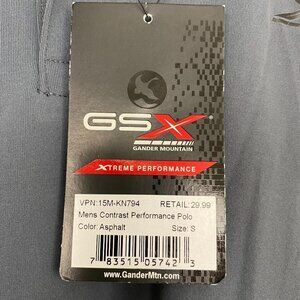 GSX
GANDER MOUNTAIN
XTREME PERFORMANCE
VPN:15M-KN794 RETAIL:29.99
Mens Contrast Performance Polo
Color:Asphalt Size:S
7 83515 05742 3
www.GanderMtn.com